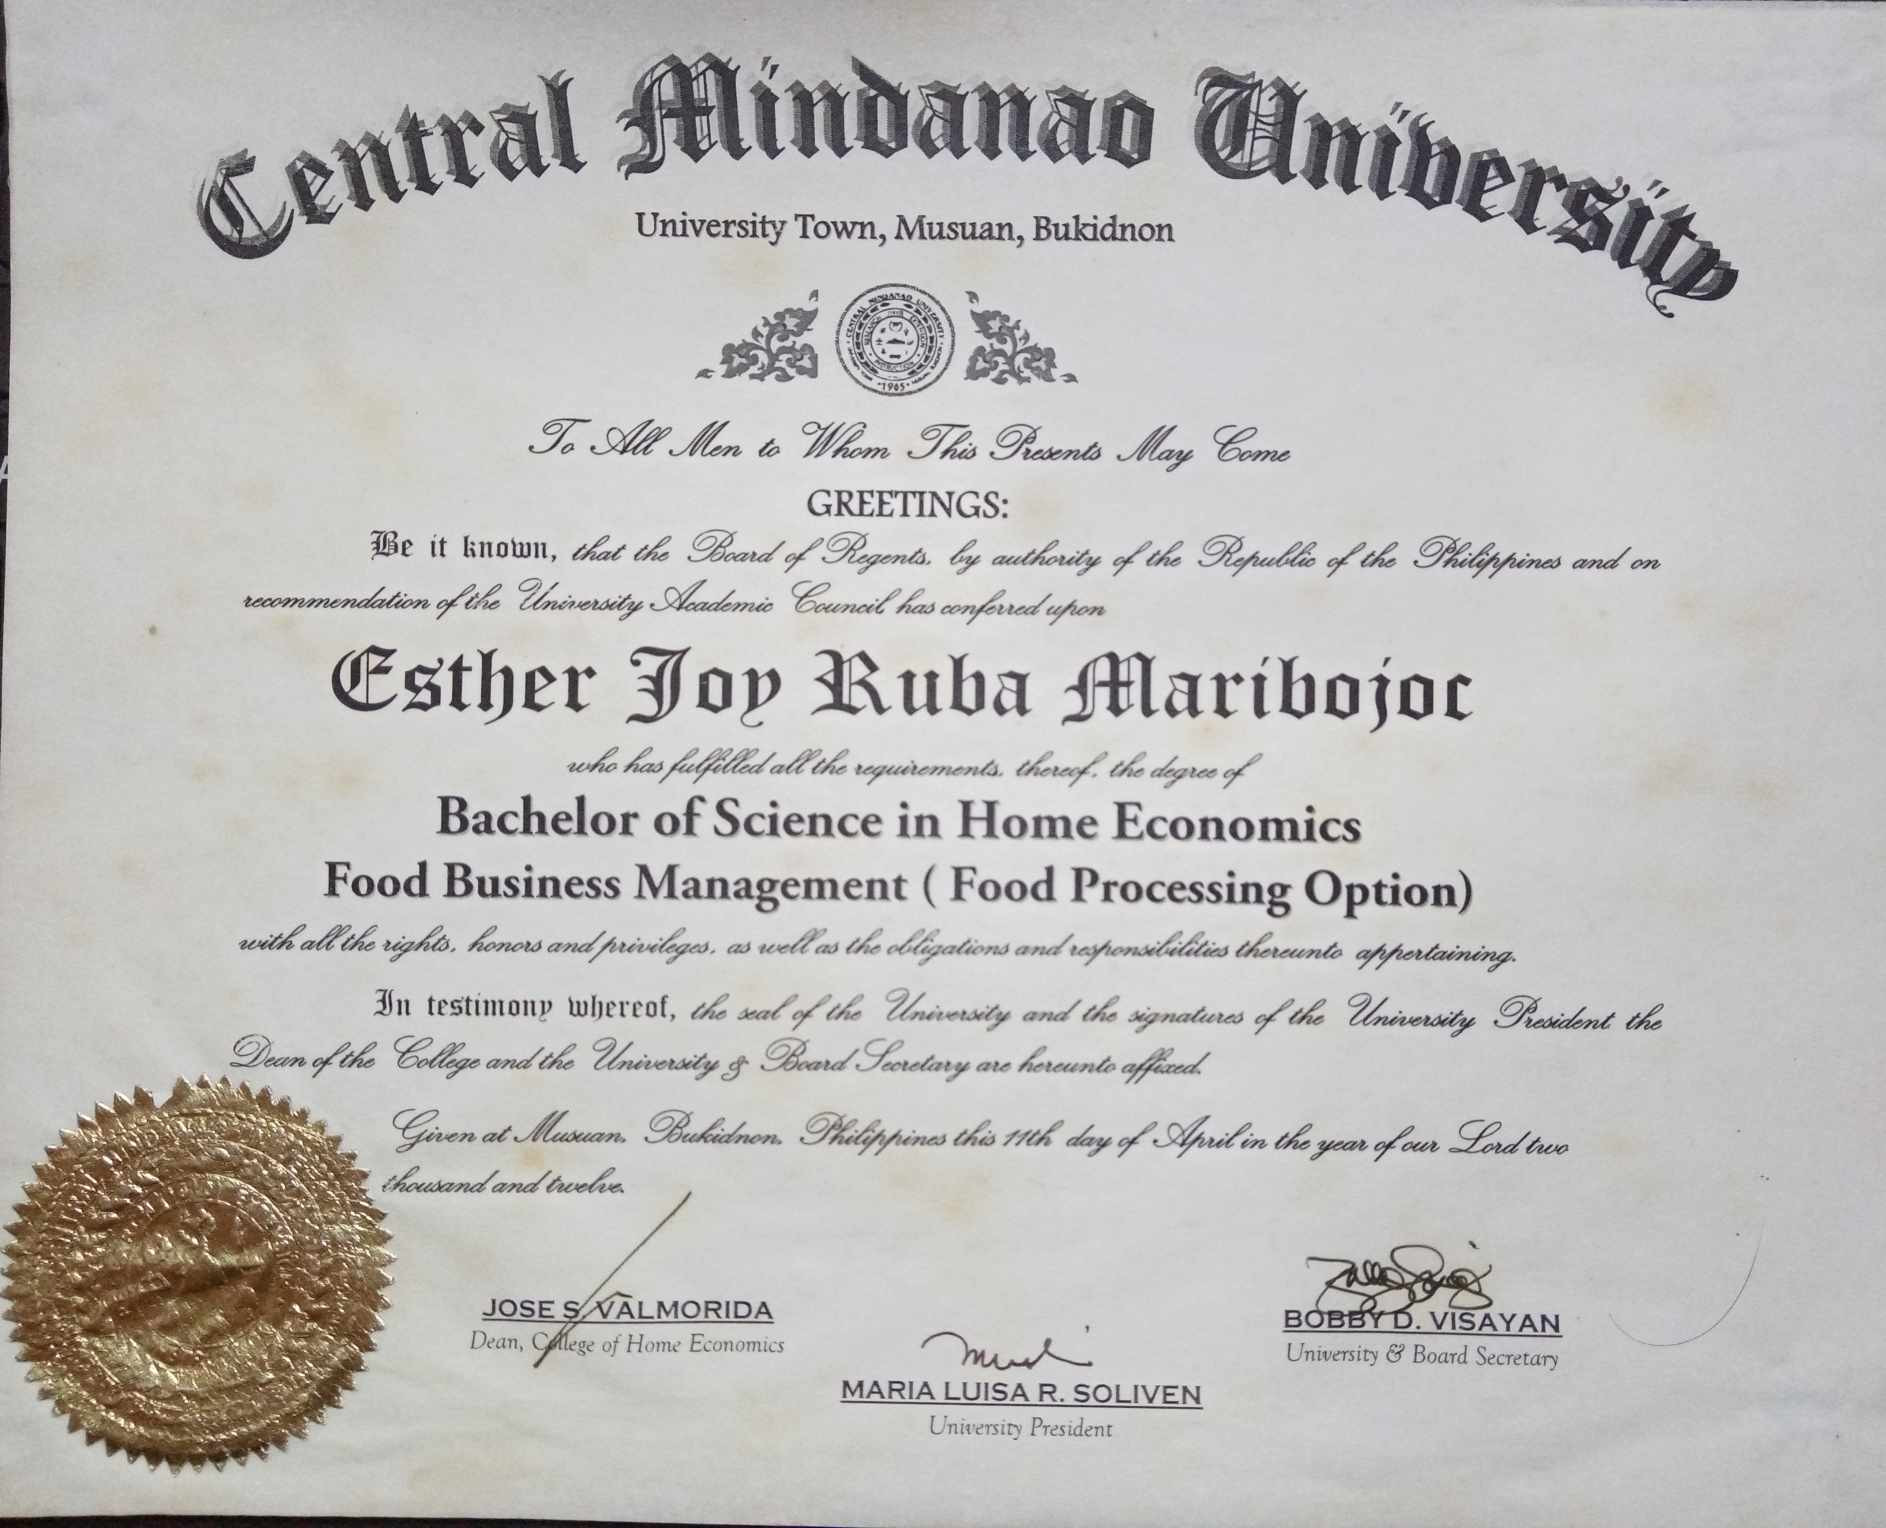 Central Mindanao University
University Town, Musuan, Bukidnon
CENTRAL MINDANAO UNIVERSITY
1965
To All Men to Whom This Presents May Come
GREETINGS:
Be it known, that the Board of Regents, by authority of the Republic of the Philippines and on
recommendation of the University Academic Council has conferred upon
Esther Joy Ruba Maribojoc
who has fulfilled all the requirements, thereof, the degree of
Bachelor of Science in Home Economics
Food Business Management ( Food Processing Option)
with all the rights, honors and privileges, as well as the obligations and responsibilities thereunto appertaining.
In testimony whereof, the seal of the University and the signatures of the University President the
Dean of the College and the University & Board Secretary are hereunto affixed.
Given at Musuan, Bukidnon, Philippines this 11th day of April in the year of our Lord two
thousand and twelve.
JOSE S. VALMORIDA
Dean, College of Home Economics
BOBBY D. VISAYAN
University & Board Secretary
MARIA LUISA R. SOLIVEN
University President